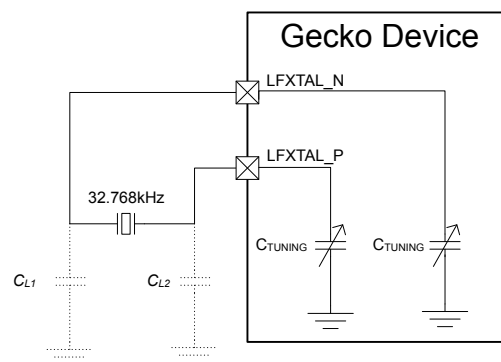 Gecko Device
LFXTAL_N
LFXTAL_P
32.768kHz
CTUNING
CTUNING
CL1
CL2